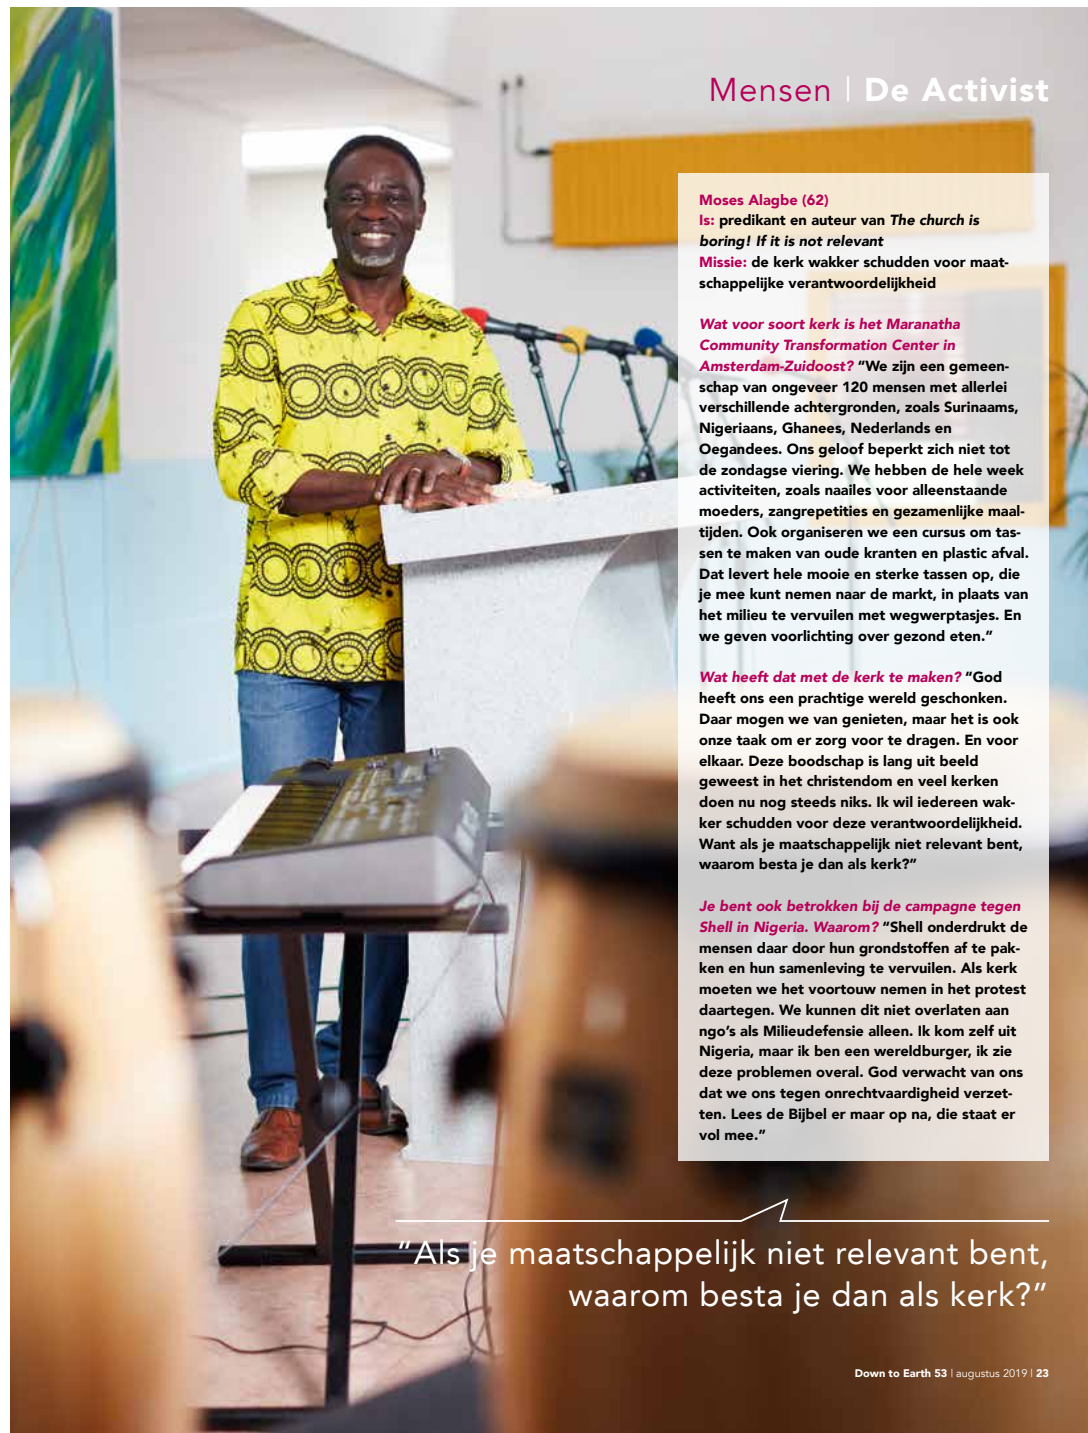 Mensen | De Activist
Moses Alagbe (62)
Is: predikant en auteur van The church is
boring! If it is not relevant
Missie: de kerk wakker schudden voor maat-
schappelijke verantwoordelijkheid
Wat voor soort kerk is het Maranatha
Community Transformation Center in
Amsterdam-Zuidoost? "We zijn een gemeen-
schap van ongeveer 120 mensen met allerlei
verschillende achtergronden, zoals Surinaams,
Nigeriaans, Ghanees, Nederlands en
Oegandees. Ons geloof beperkt zich niet tot
de zondagse viering. We hebben de hele week
activiteiten, zoals naailes voor alleenstaande
moeders, zangrepetities en gezamenlijke maal-
tijden. Ook organiseren we een cursus om tas-
sen te maken van oude kranten en plastic afval.
Dat levert hele mooie en sterke tassen op, die
je mee kunt nemen naar de markt, in plaats van
het milieu te vervuilen met wegwerptasjes. En
we geven voorlichting over gezond eten."
Wat heeft dat met de kerk te maken? "God
heeft ons een prachtige wereld geschonken.
Daar mogen we van genieten, maar het is ook
onze taak om er zorg voor te dragen. En voor
elkaar. Deze boodschap is lang uit beeld
geweest in het christendom en veel kerken
doen nu nog steeds niks. Ik wil iedereen wak-
ker schudden voor deze verantwoordelijkheid.
Want als je maatschappelijk niet relevant bent,
waarom besta je dan als kerk?"
Je bent ook betrokken bij de campagne tegen
Shell in Nigeria. Waarom? "Shell onderdrukt de
mensen daar door hun grondstoffen af te pak-
ken en hun samenleving te vervuilen. Als kerk
moeten we het voortouw nemen in het protest
daartegen. We kunnen dit niet overlaten aan
ngo's als Milieudefensie alleen. Ik kom zelf uit
Nigeria, maar ik ben een wereldburger, ik zie
deze problemen overal. God verwacht van ons
dat we ons tegen onrechtvaardigheid verzet-
ten. Lees de Bijbel er maar op na, die staat er
vol mee."
"Als je maatschappelijk niet relevant bent,
waarom besta je dan als kerk?"
Down to Earth 53 | augustus 2019 | 23